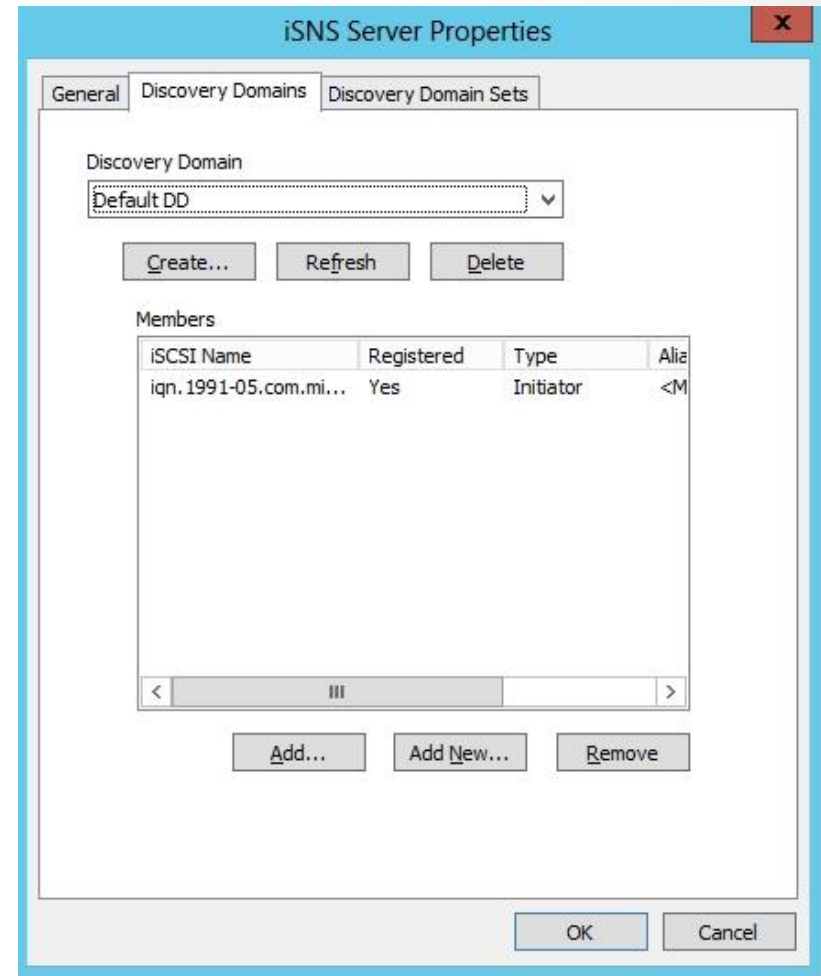 iSNS Server Properties
x
General Discovery Domains Discovery Domain Sets
Discovery Domain
Default DD
Create... Refresh Delete
Members
iSCSI Name Registered Type Alia
iqn.1991-05.com.mi... Yes Initiator <M
Add... Add New... Remove
OK Cancel